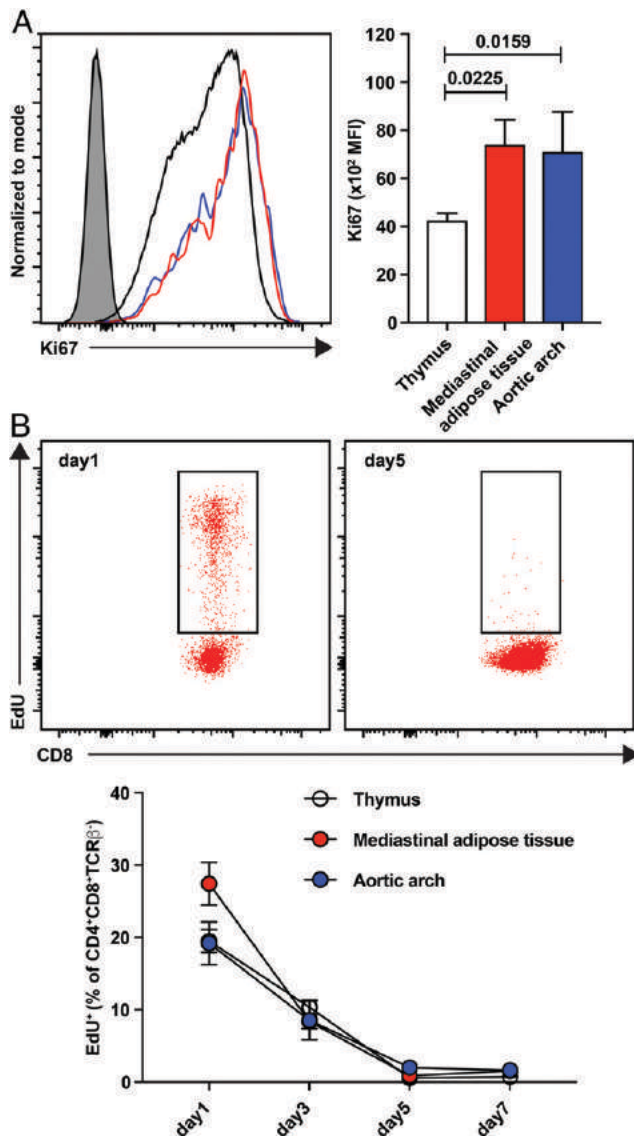 A
Normalized to mode
Ki67
Ki67 (x10² MFI)
120
100
80
60
40
20
0
0.0159
0.0225
Thymus
Mediastinal
adipose tissue
Aortic arch
B
day1
day5
EdU
CD8
EdU⁺ (% of CD4⁺CD8⁺TCRβ⁻)
40
30
20
10
0
Thymus
Mediastinal adipose tissue
Aortic arch
day1
day3
day5
day7